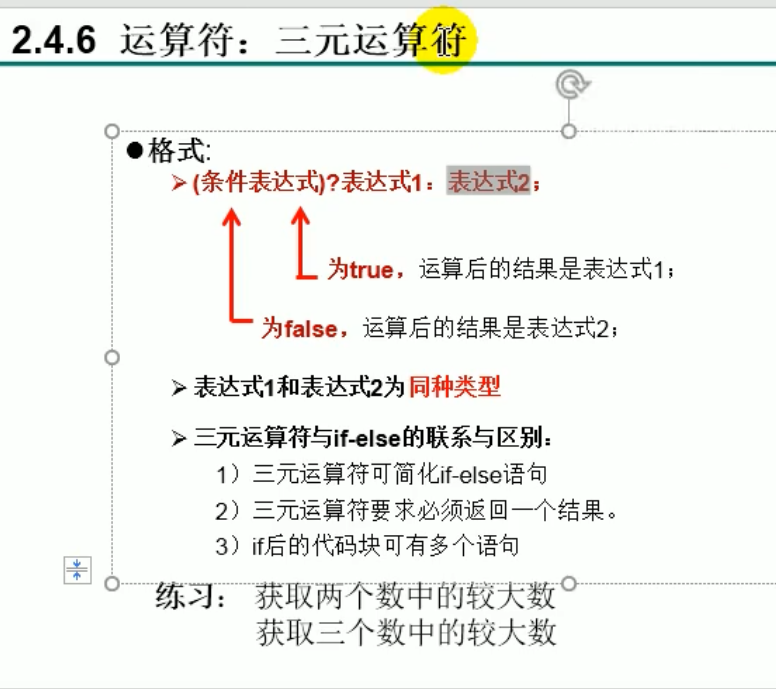 2.4.6 运算符：三元运算符
●格式:
➢(条件表达式)?表达式1：表达式2；
为true，运算后的结果是表达式1；
为false，运算后的结果是表达式2；
➢表达式1和表达式2为同种类型
➢三元运算符与if-else的联系与区别：
1）三元运算符可简化if-else语句
2）三元运算符要求必须返回一个结果。
3）if后的代码块可有多个语句
练习： 获取两个数中的较大数
获取三个数中的较大数